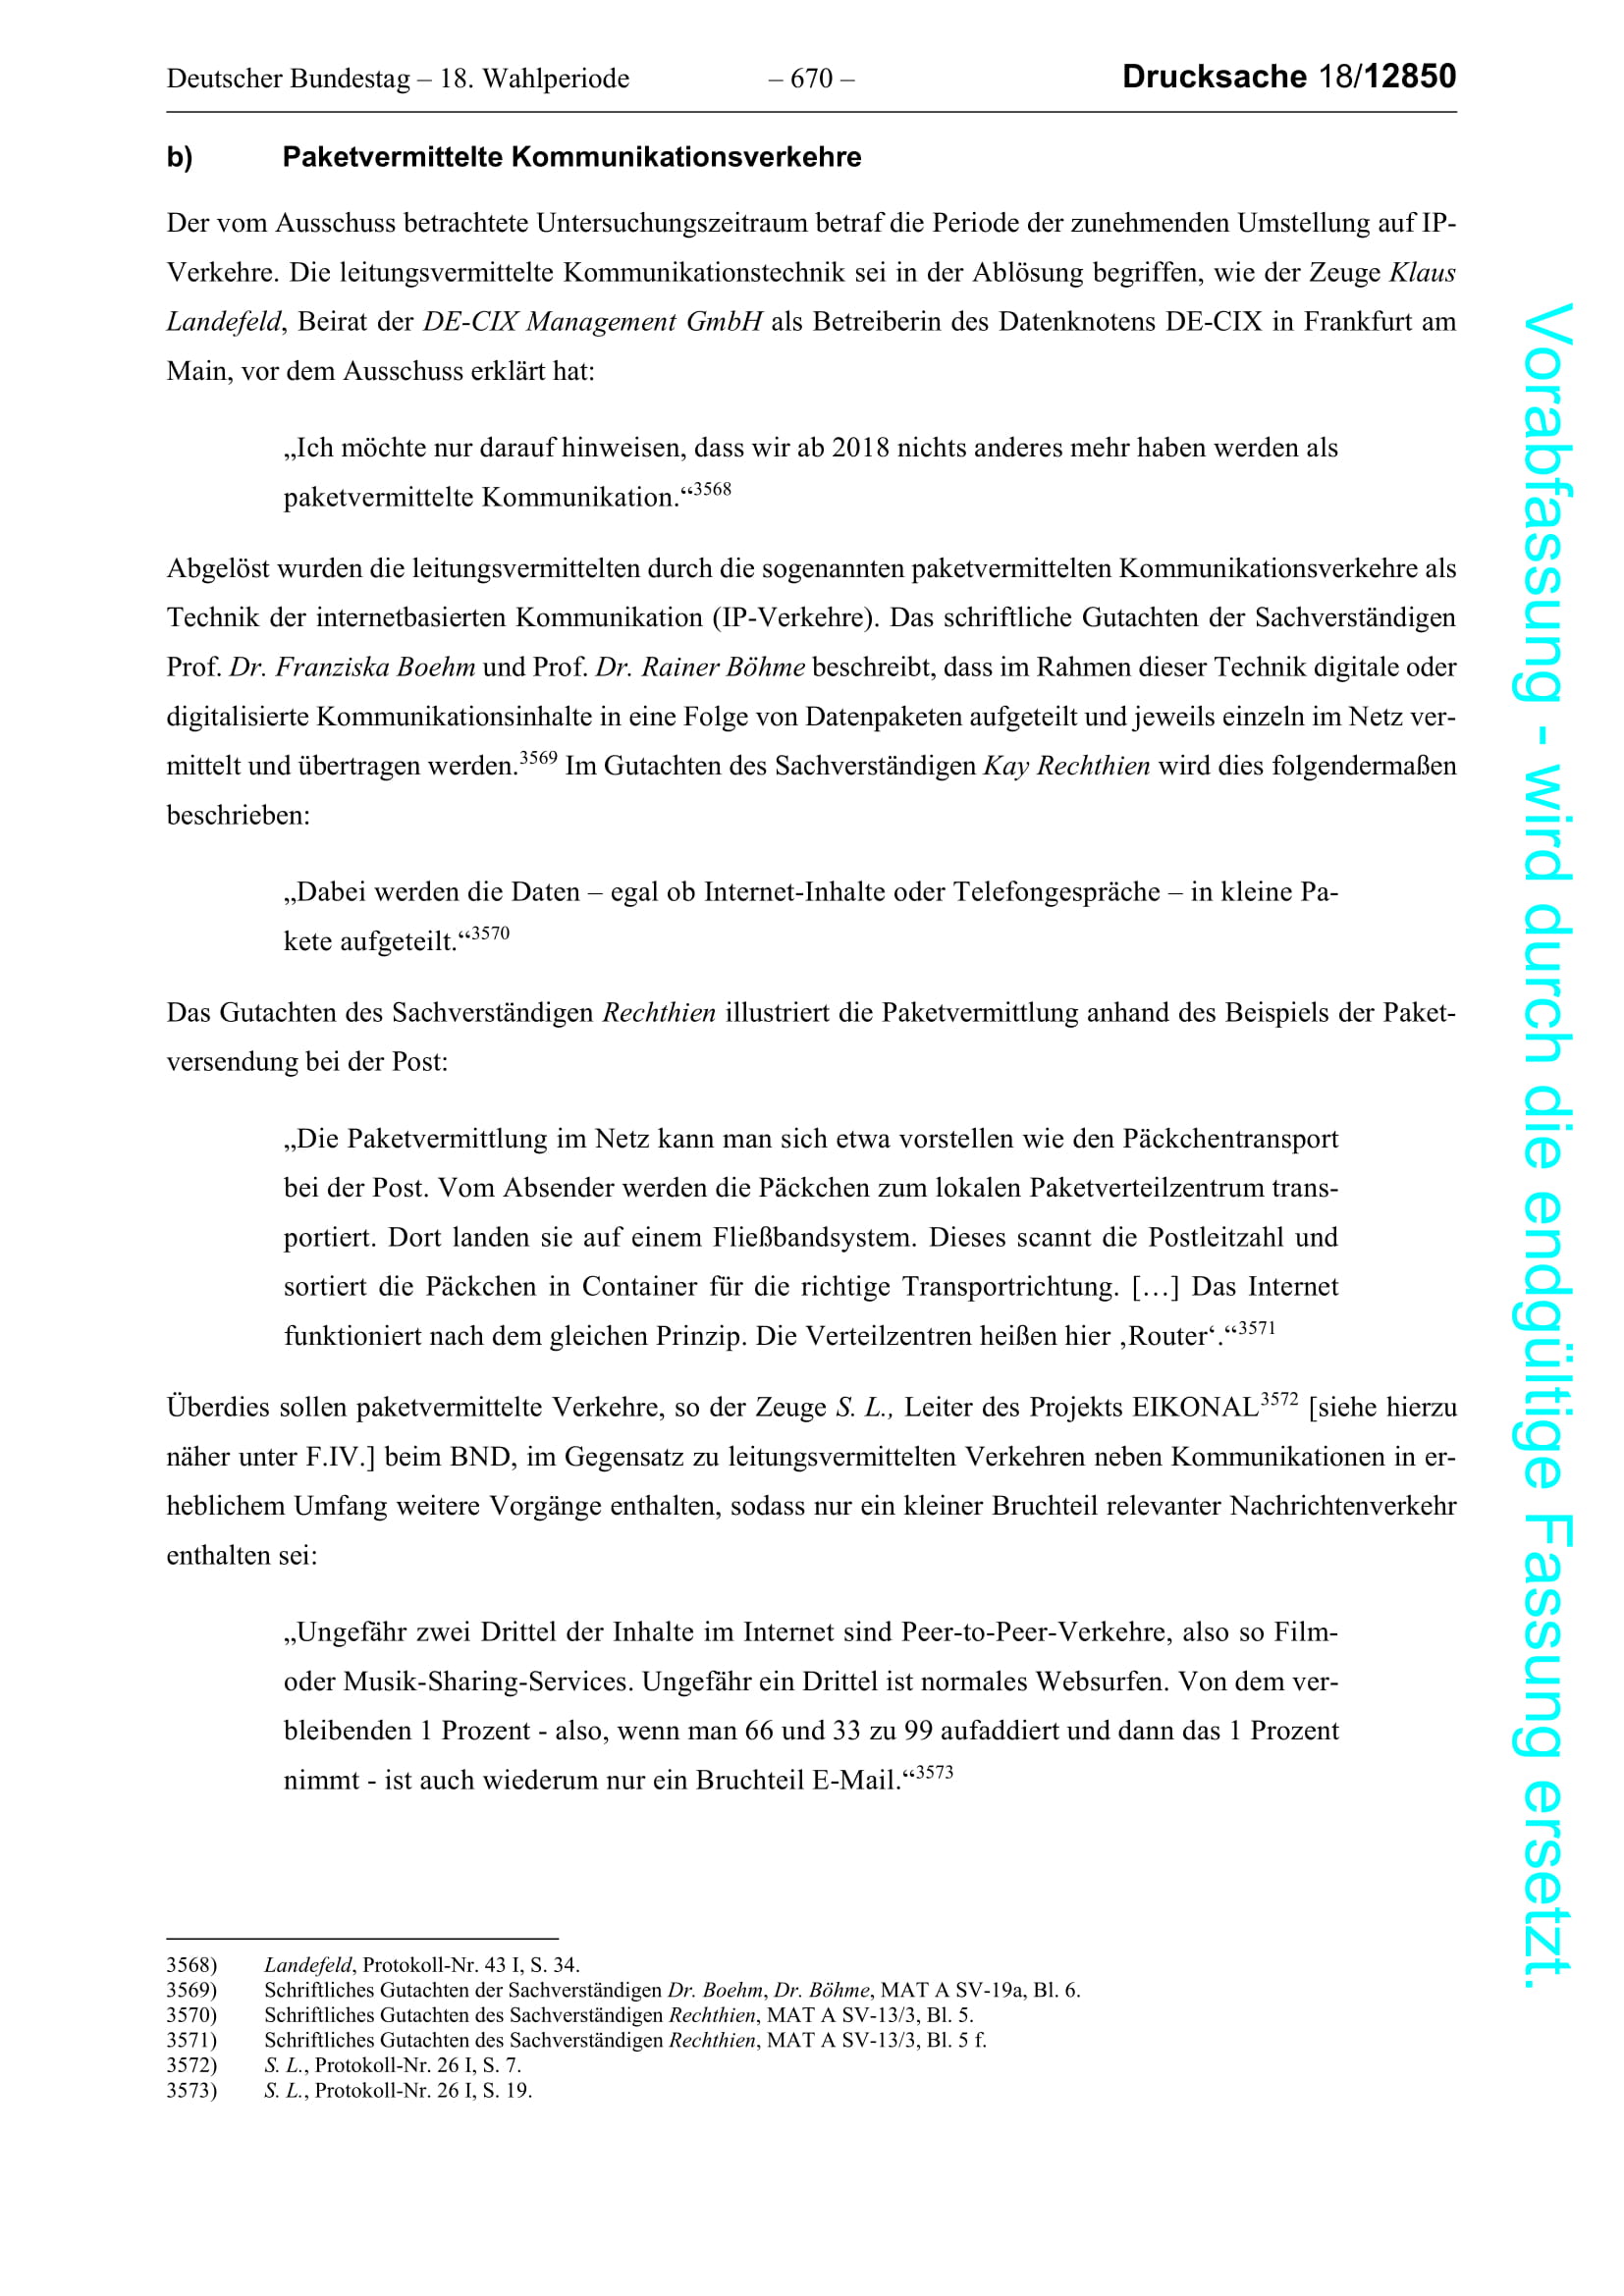 Deutscher Bundestag – 18. Wahlperiode – 670 – Drucksache 18/12850
b) Paketvermittelte Kommunikationsverkehre
Der vom Ausschuss betrachtete Untersuchungszeitraum betraf die Periode der zunehmenden Umstellung auf IP-
Verkehre. Die leitungsvermittelte Kommunikationstechnik sei in der Ablösung begriffen, wie der Zeuge Klaus
Landefeld, Beirat der DE-CIX Management GmbH als Betreiberin des Datenknotens DE-CIX in Frankfurt am
Main, vor dem Ausschuss erklärt hat:
„Ich möchte nur darauf hinweisen, dass wir ab 2018 nichts anderes mehr haben werden als
paketvermittelte Kommunikation.“3568
Abgelöst wurden die leitungsvermittelten durch die sogenannten paketvermittelten Kommunikationsverkehre als
Technik der internetbasierten Kommunikation (IP-Verkehre). Das schriftliche Gutachten der Sachverständigen
Prof. Dr. Franziska Boehm und Prof. Dr. Rainer Böhme beschreibt, dass im Rahmen dieser Technik digitale oder
digitalisierte Kommunikationsinhalte in eine Folge von Datenpaketen aufgeteilt und jeweils einzeln im Netz ver-
mittelt und übertragen werden.3569 Im Gutachten des Sachverständigen Kay Rechthien wird dies folgendermaßen
beschrieben:
„Dabei werden die Daten – egal ob Internet-Inhalte oder Telefongespräche – in kleine Pa-
kete aufgeteilt.“3570
Das Gutachten des Sachverständigen Rechthien illustriert die Paketvermittlung anhand des Beispiels der Paket-
versendung bei der Post:
„Die Paketvermittlung im Netz kann man sich etwa vorstellen wie den Päckchentransport
bei der Post. Vom Absender werden die Päckchen zum lokalen Paketverteilzentrum trans-
portiert. Dort landen sie auf einem Fließbandsystem. Dieses scannt die Postleitzahl und
sortiert die Päckchen in Container für die richtige Transportrichtung. […] Das Internet
funktioniert nach dem gleichen Prinzip. Die Verteilzentren heißen hier ‚Router‘.“3571
Überdies sollen paketvermittelte Verkehre, so der Zeuge S. L., Leiter des Projekts EIKONAL3572 [siehe hierzu
näher unter F.IV.] beim BND, im Gegensatz zu leitungsvermittelten Verkehren neben Kommunikationen in er-
heblichem Umfang weitere Vorgänge enthalten, sodass nur ein kleiner Bruchteil relevanter Nachrichtenverkehr
enthalten sei:
„Ungefähr zwei Drittel der Inhalte im Internet sind Peer-to-Peer-Verkehre, also so Film-
oder Musik-Sharing-Services. Ungefähr ein Drittel ist normales Websurfen. Von dem ver-
bleibenden 1 Prozent - also, wenn man 66 und 33 zu 99 aufaddiert und dann das 1 Prozent
nimmt - ist auch wiederum nur ein Bruchteil E-Mail.“3573
3568) Landefeld, Protokoll-Nr. 43 I, S. 34.
3569) Schriftliches Gutachten der Sachverständigen Dr. Boehm, Dr. Böhme, MAT A SV-19a, Bl. 6.
3570) Schriftliches Gutachten des Sachverständigen Rechthien, MAT A SV-13/3, Bl. 5.
3571) Schriftliches Gutachten des Sachverständigen Rechthien, MAT A SV-13/3, Bl. 5 f.
3572) S. L., Protokoll-Nr. 26 I, S. 7.
3573) S. L., Protokoll-Nr. 26 I, S. 19.
Vorabfassung - wird durch die endgültige Fassung ersetzt.